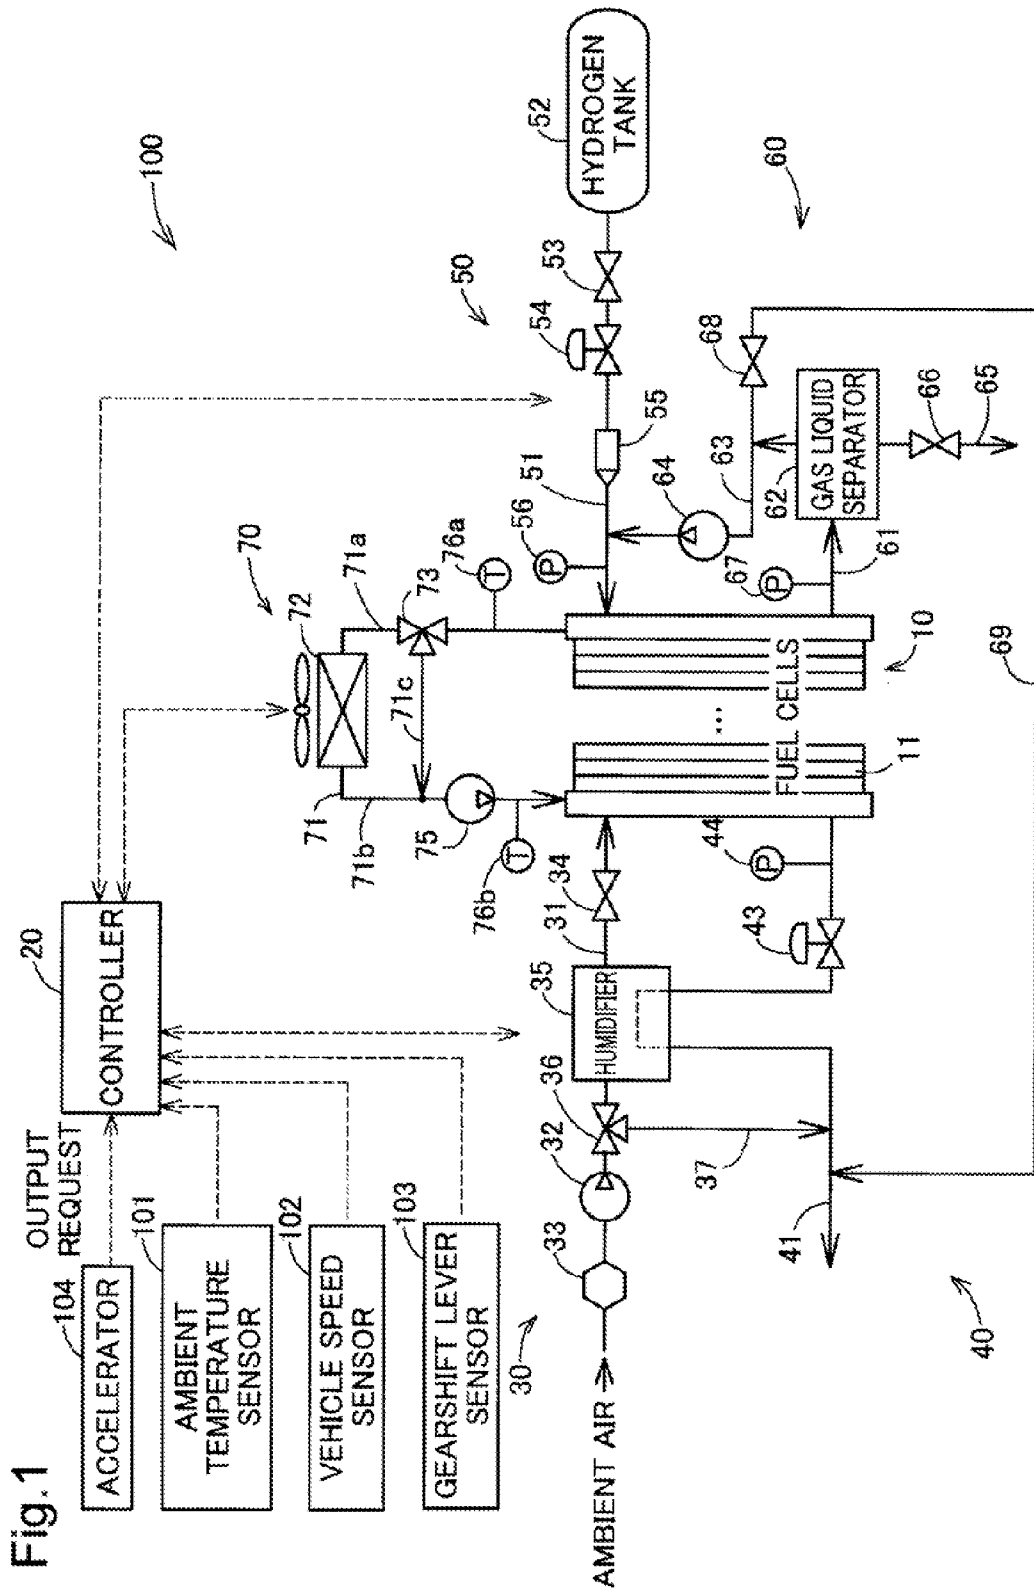 Fig.1
104
ACCELERATOR
OUTPUT
REQUEST
101
AMBIENT
TEMPERATURE
SENSOR
102
VEHICLE SPEED
SENSOR
103
GEARSHIFT LEVER
SENSOR
20
CONTROLLER
100
70
72
71
71a
71b
71c
73
75
76a
76b
50
52
HYDROGEN
TANK
53
54
55
51
56
P
T
T
30
AMBIENT AIR
33
32
36
35
HUMIDIFIER
31
34
37
10
FUEL CELLS
...
11
60
64
63
68
62
GAS LIQUID
SEPARATOR
66
65
67
P
61
44
P
43
41
40
69